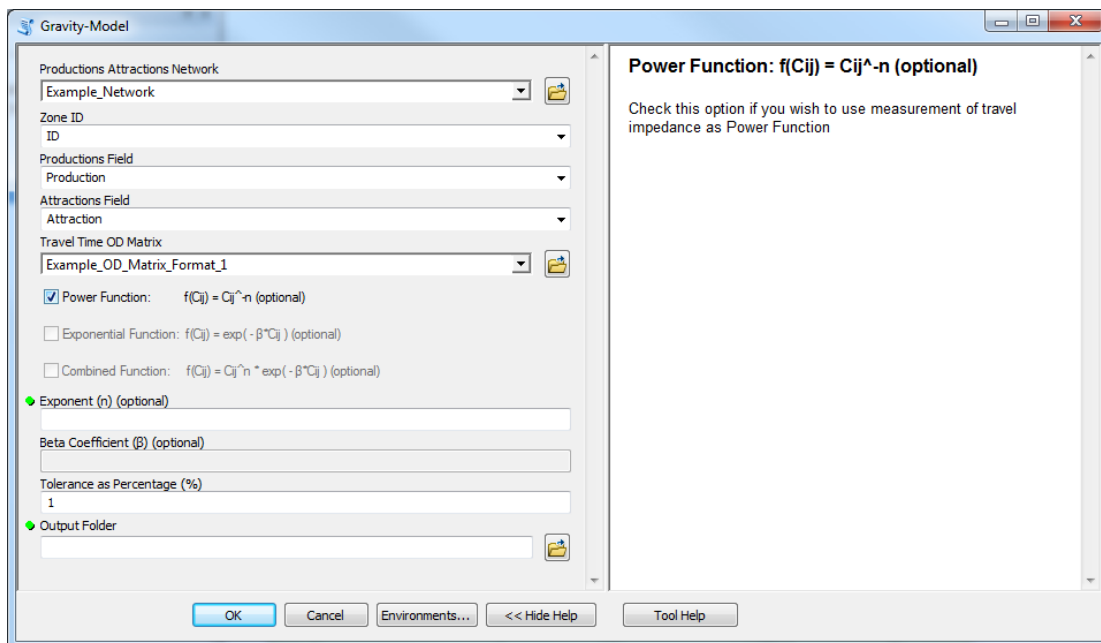 Gravity-Model
Productions Attractions Network
Example_Network
Zone ID
ID
Productions Field
Production
Attractions Field
Attraction
Travel Time OD Matrix
Example_OD_Matrix_Format_1
Power Function: f(Cij) = Cij^-n (optional)
Exponential Function: f(Cij) = exp( - β*Cij ) (optional)
Combined Function: f(Cij) = Cij^n * exp( - β*Cij ) (optional)
Exponent (n) (optional)
Beta Coefficient (β) (optional)
Tolerance as Percentage (%)
1
Output Folder
Power Function: f(Cij) = Cij^-n (optional)
Check this option if you wish to use measurement of travel
impedance as Power Function
OK Cancel Environments... << Hide Help Tool Help